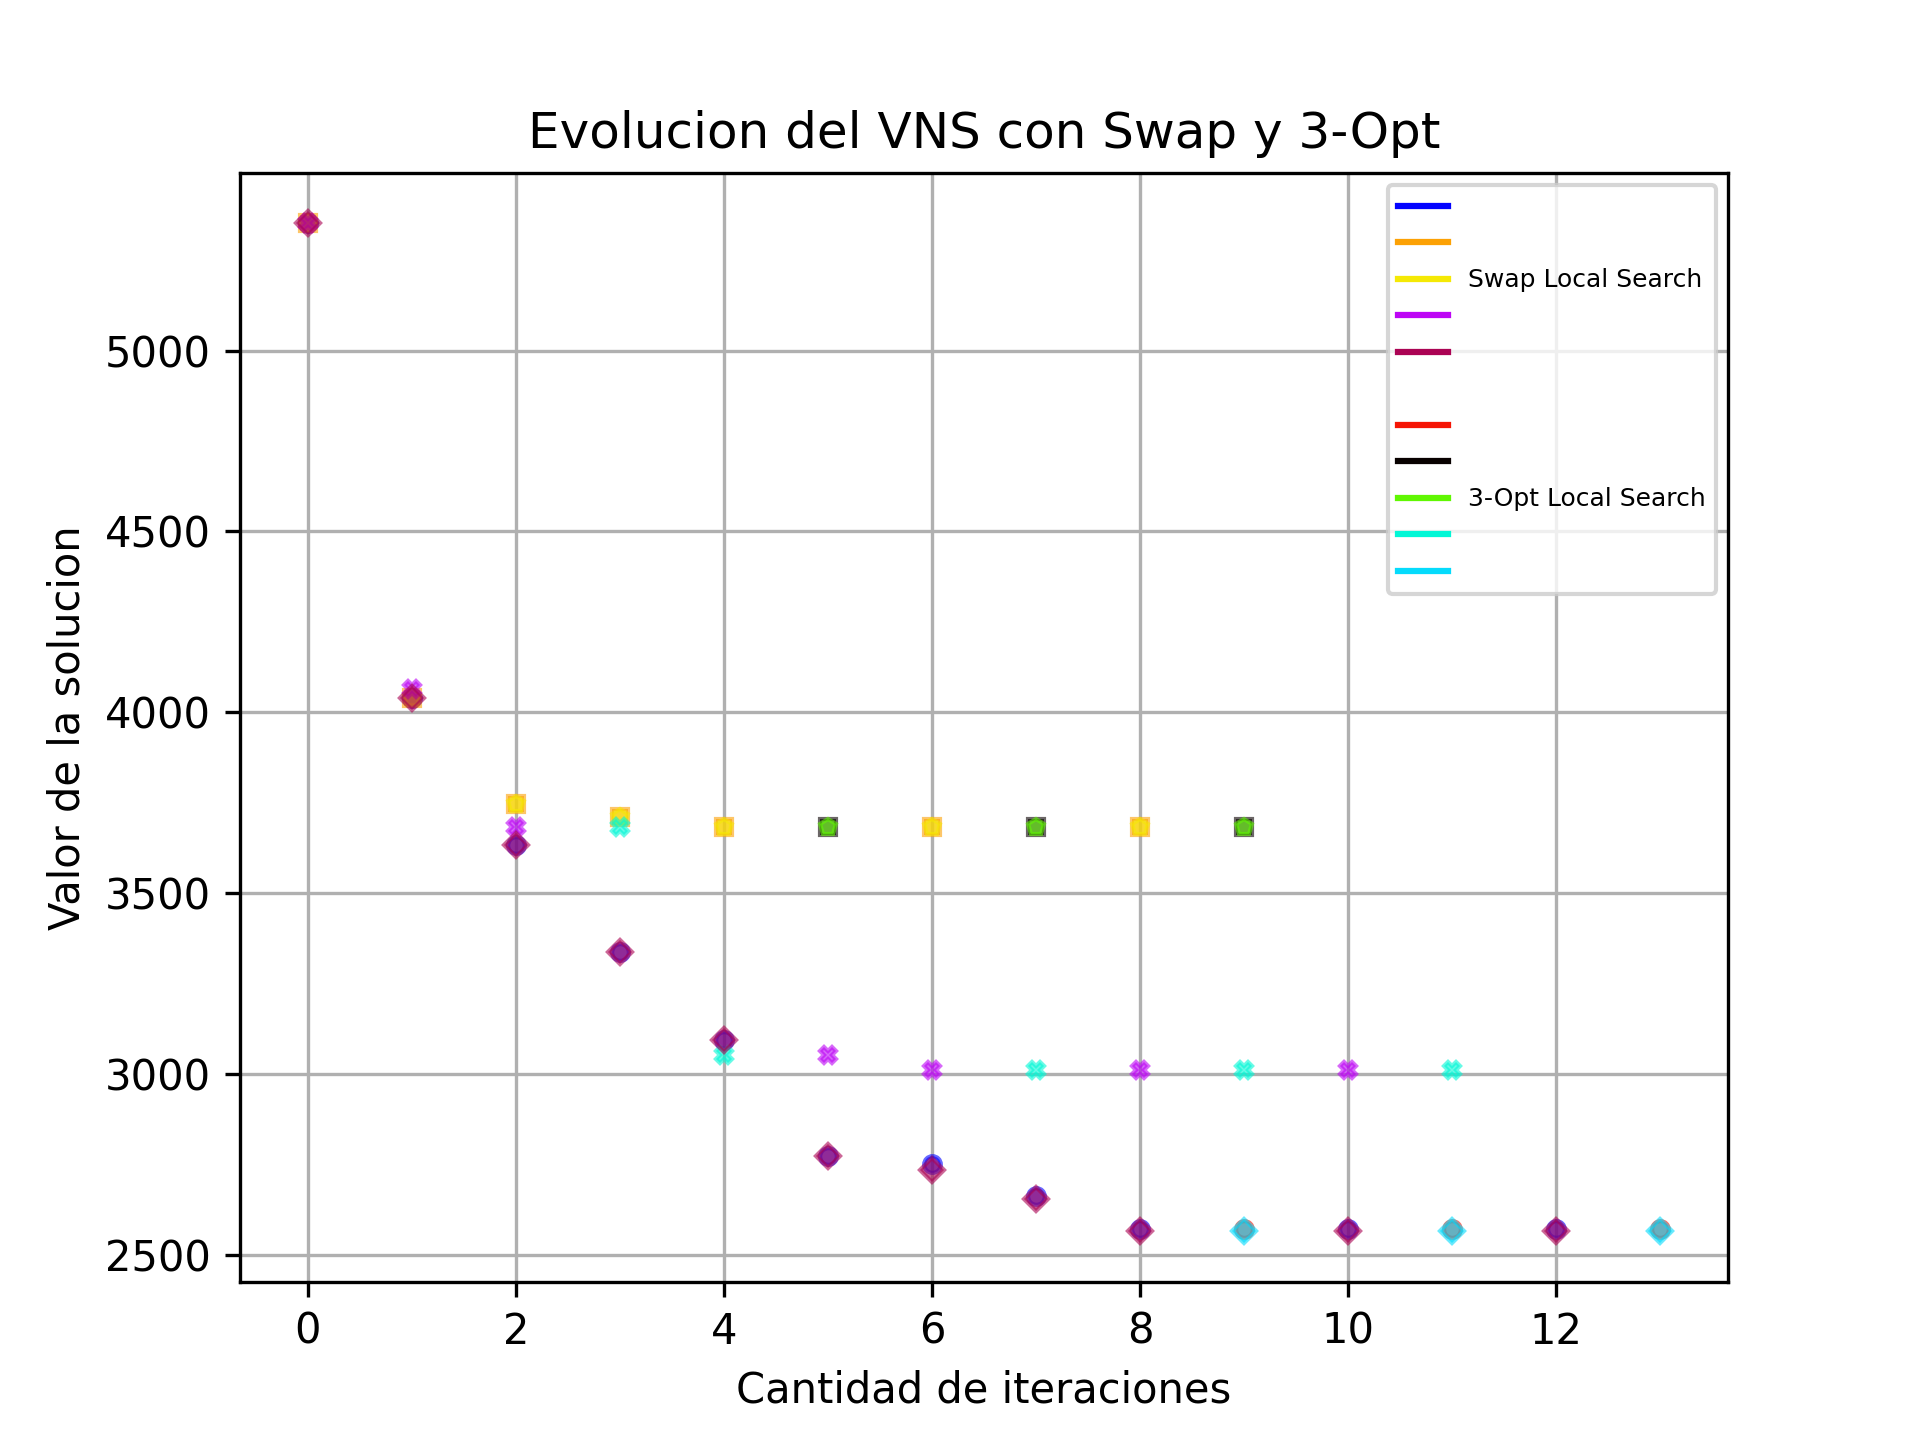 Evolucion del VNS con Swap y 3-Opt
Swap Local Search
3-Opt Local Search
Valor de la solucion
5000
4500
4000
3500
3000
2500
0 2 4 6 8 10 12
Cantidad de iteraciones